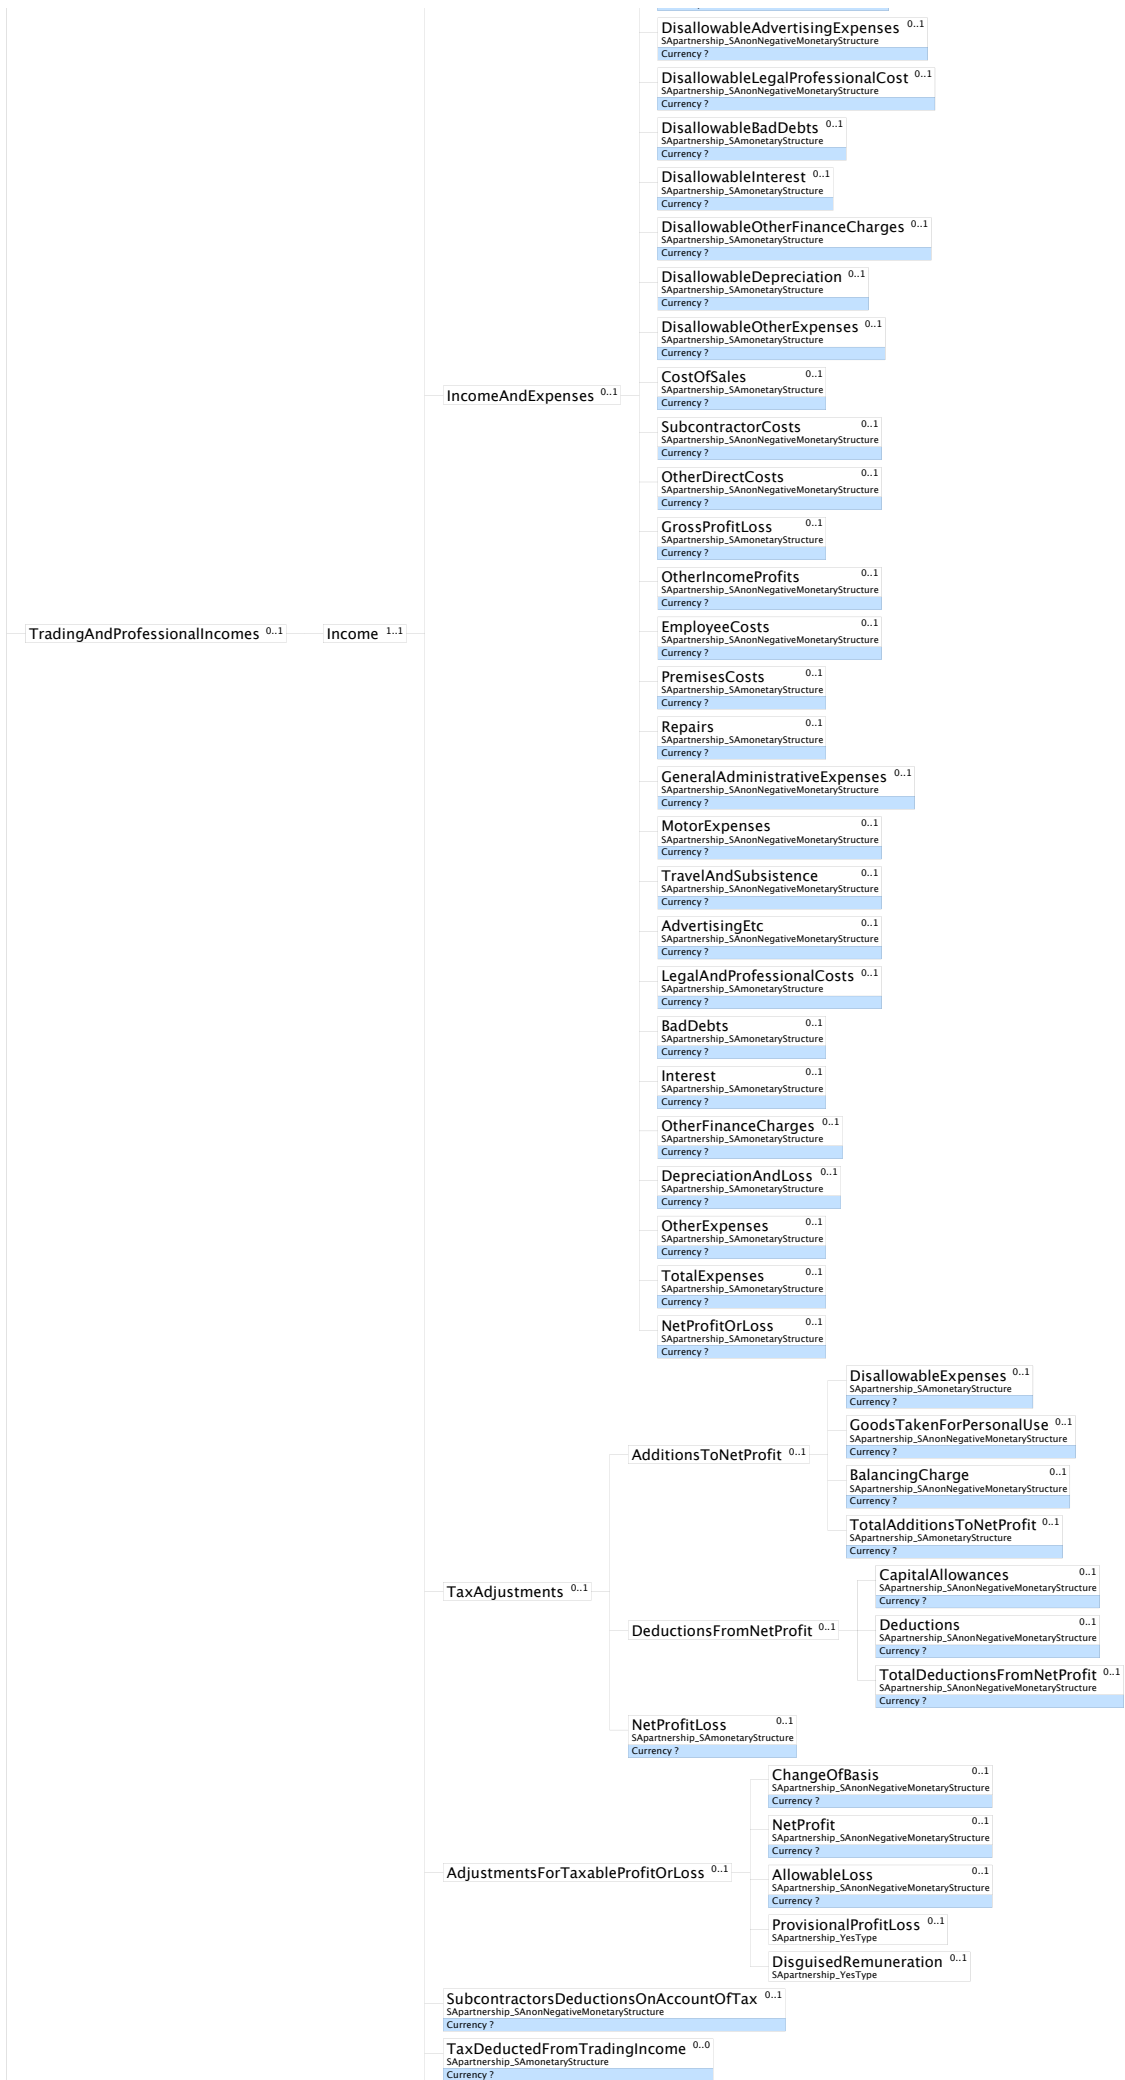 DisallowableAdvertisingExpenses 0..1
SApartnership_SAnonNegativeMonetaryStructure
Currency ?
DisallowableLegalProfessionalCost 0..1
SApartnership_SAnonNegativeMonetaryStructure
Currency ?
DisallowableBadDebts 0..1
SApartnership_SAmonetaryStructure
Currency ?
DisallowableInterest 0..1
SApartnership_SAmonetaryStructure
Currency ?
DisallowableOtherFinanceCharges 0..1
SApartnership_SAmonetaryStructure
Currency ?
DisallowableDepreciation 0..1
SApartnership_SAmonetaryStructure
Currency ?
DisallowableOtherExpenses 0..1
SApartnership_SAmonetaryStructure
Currency ?
CostOfSales 0..1
SApartnership_SAmonetaryStructure
Currency ?
IncomeAndExpenses 0..1
SubcontractorCosts 0..1
SApartnership_SAnonNegativeMonetaryStructure
Currency ?
OtherDirectCosts 0..1
SApartnership_SAnonNegativeMonetaryStructure
Currency ?
GrossProfitLoss 0..1
SApartnership_SAmonetaryStructure
Currency ?
OtherIncomeProfits 0..1
SApartnership_SAnonNegativeMonetaryStructure
Currency ?
EmployeeCosts 0..1
SApartnership_SAnonNegativeMonetaryStructure
Currency ?
TradingAndProfessionalIncomes 0..1
Income 1..1
PremisesCosts 0..1
SApartnership_SAmonetaryStructure
Currency ?
Repairs 0..1
SApartnership_SAmonetaryStructure
Currency ?
GeneralAdministrativeExpenses 0..1
SApartnership_SAnonNegativeMonetaryStructure
Currency ?
MotorExpenses 0..1
SApartnership_SAnonNegativeMonetaryStructure
Currency ?
TravelAndSubsistence 0..1
SApartnership_SAnonNegativeMonetaryStructure
Currency ?
AdvertisingEtc 0..1
SApartnership_SAnonNegativeMonetaryStructure
Currency ?
LegalAndProfessionalCosts 0..1
SApartnership_SAmonetaryStructure
Currency ?
BadDebts 0..1
SApartnership_SAmonetaryStructure
Currency ?
Interest 0..1
SApartnership_SAmonetaryStructure
Currency ?
OtherFinanceCharges 0..1
SApartnership_SAmonetaryStructure
Currency ?
DepreciationAndLoss 0..1
SApartnership_SAmonetaryStructure
Currency ?
OtherExpenses 0..1
SApartnership_SAmonetaryStructure
Currency ?
TotalExpenses 0..1
SApartnership_SAmonetaryStructure
Currency ?
NetProfitOrLoss 0..1
SApartnership_SAmonetaryStructure
Currency ?
DisallowableExpenses 0..1
SApartnership_SAmonetaryStructure
Currency ?
GoodsTakenForPersonalUse 0..1
SApartnership_SAnonNegativeMonetaryStructure
Currency ?
AdditionsToNetProfit 0..1
BalancingCharge 0..1
SApartnership_SAnonNegativeMonetaryStructure
Currency ?
TotalAdditionsToNetProfit 0..1
SApartnership_SAmonetaryStructure
Currency ?
TaxAdjustments 0..1
CapitalAllowances 0..1
SApartnership_SAnonNegativeMonetaryStructure
Currency ?
DeductionsFromNetProfit 0..1
Deductions 0..1
SApartnership_SAnonNegativeMonetaryStructure
Currency ?
TotalDeductionsFromNetProfit 0..1
SApartnership_SAnonNegativeMonetaryStructure
Currency ?
NetProfitLoss 0..1
SApartnership_SAmonetaryStructure
Currency ?
ChangeOfBasis 0..1
SApartnership_SAnonNegativeMonetaryStructure
Currency ?
NetProfit 0..1
SApartnership_SAnonNegativeMonetaryStructure
Currency ?
AdjustmentsForTaxableProfitOrLoss 0..1
AllowableLoss 0..1
SApartnership_SAnonNegativeMonetaryStructure
Currency ?
ProvisionalProfitLoss 0..1
SApartnership_YesType
DisguisedRemuneration 0..1
SApartnership_YesType
SubcontractorsDeductionsOnAccountOfTax 0..1
SApartnership_SAnonNegativeMonetaryStructure
Currency ?
TaxDeductedFromTradingIncome 0..0
SApartnership_SAmonetaryStructure
Currency ?